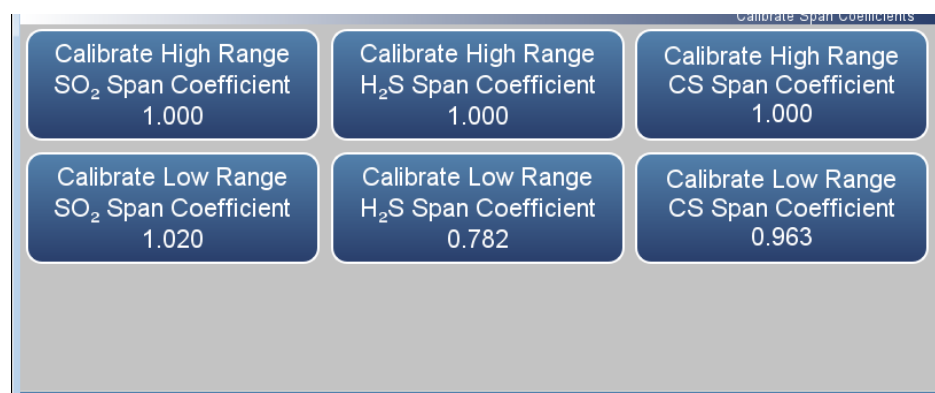 Calibrate Span Coefficients
Calibrate High Range
SO₂ Span Coefficient
1.000
Calibrate High Range
H₂S Span Coefficient
1.000
Calibrate High Range
CS Span Coefficient
1.000
Calibrate Low Range
SO₂ Span Coefficient
1.020
Calibrate Low Range
H₂S Span Coefficient
0.782
Calibrate Low Range
CS Span Coefficient
0.963